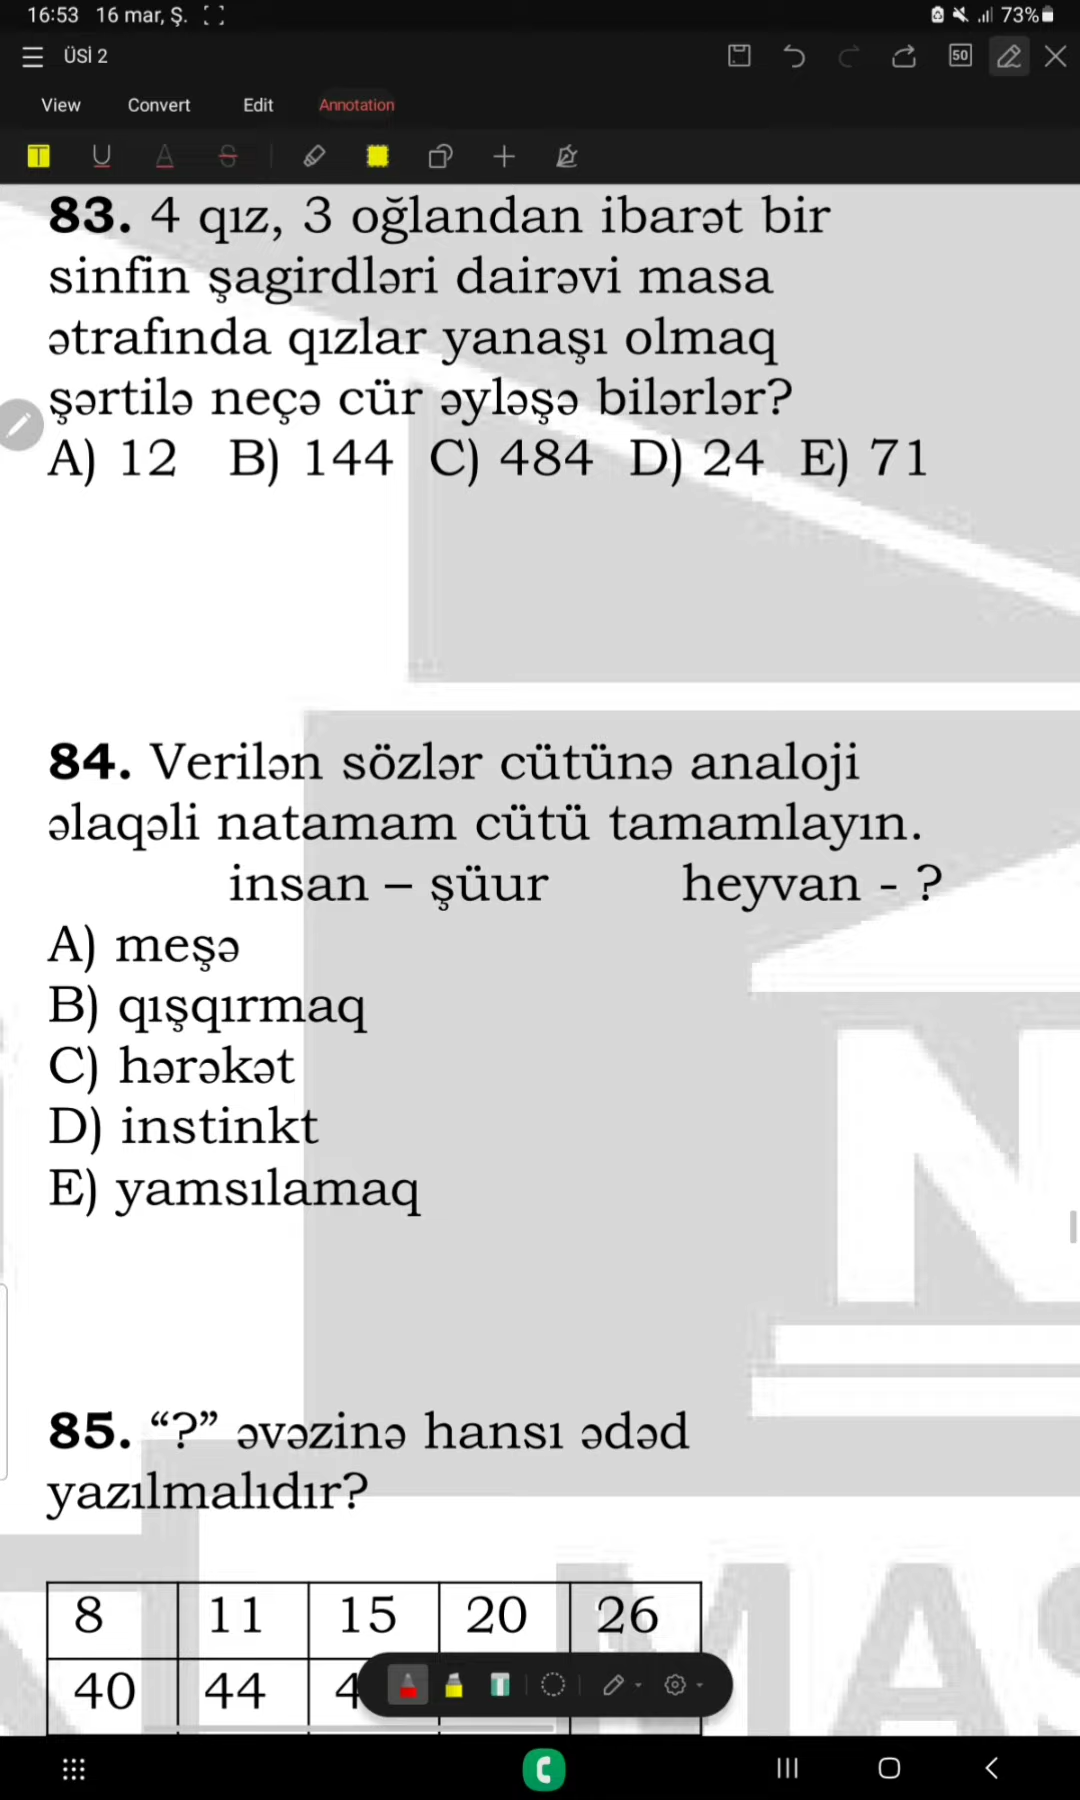 16:53 16 mar, Ş. 73%
ÜSİ 2
50
View Convert Edit Annotation
83. 4 qız, 3 oğlandan ibarət bir
sinfin şagirdləri dairəvi masa
ətrafında qızlar yanaşı olmaq
şərtilə neçə cür əyləşə bilərlər?
A) 12 B) 144 C) 484 D) 24 E) 71
84. Verilən sözlər cütünə analoji
əlaqəli natamam cütü tamamlayın.
insan – şüur heyvan - ?
A) meşə
B) qışqırmaq
C) hərəkət
D) instinkt
E) yamsılamaq
85. “?” əvəzinə hansı ədəd
yazılmalıdır?
8 11 15 20 26
40 44 4